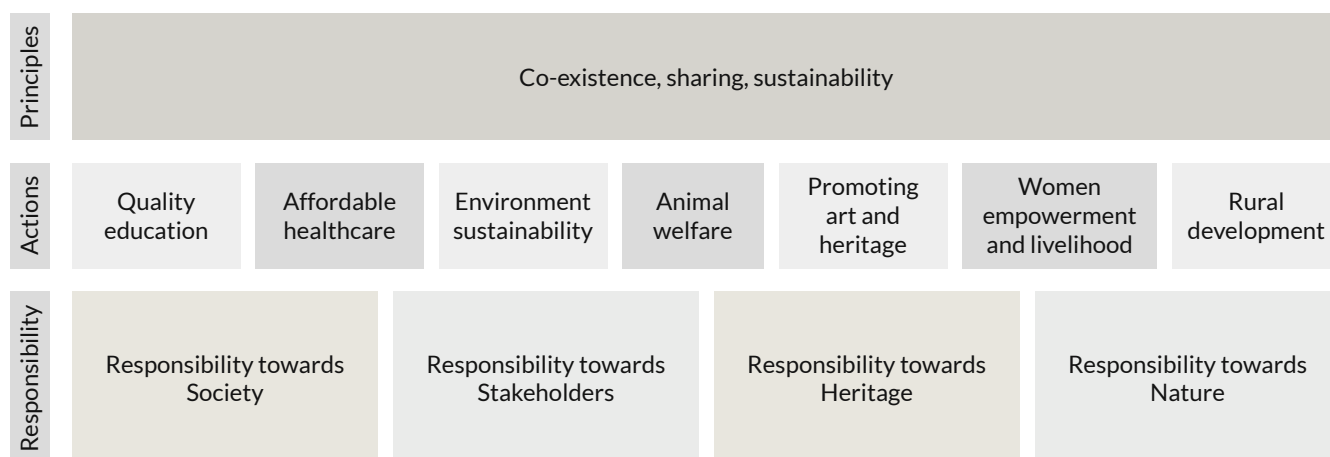 Principles
Co-existence, sharing, sustainability
Actions
Quality
education
Affordable
healthcare
Environment
sustainability
Animal
welfare
Promoting
art and
heritage
Women
empowerment
and livelihood
Rural
development
Responsibility
Responsibility towards
Society
Responsibility towards
Stakeholders
Responsibility towards
Heritage
Responsibility towards
Nature